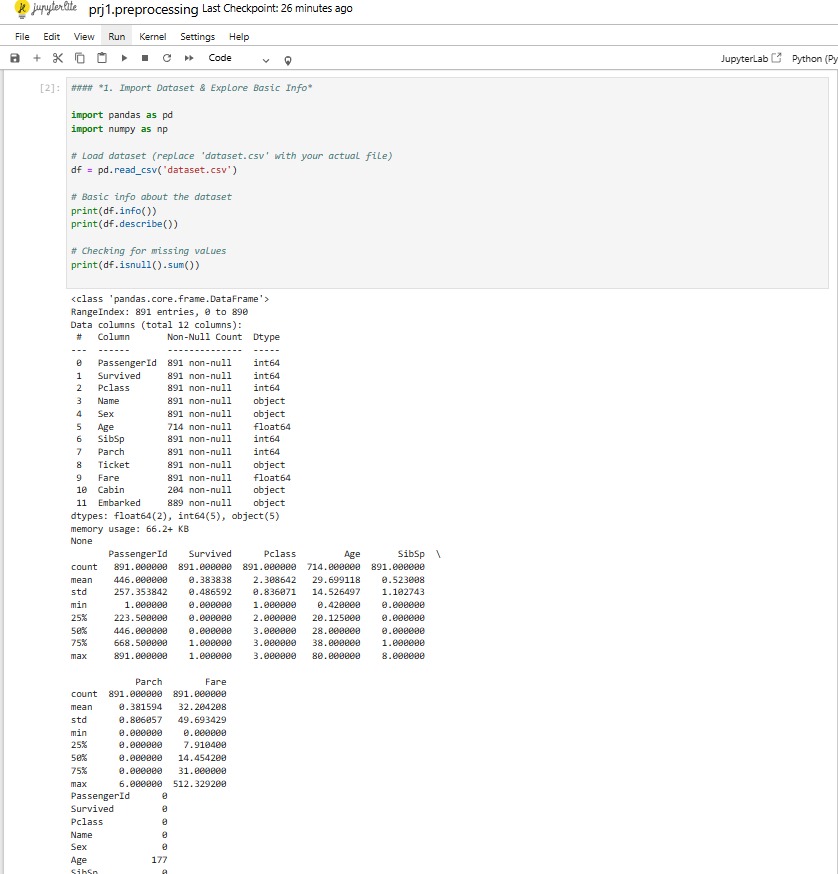 jupyterlite prj1.preprocessing Last Checkpoint: 26 minutes ago
File Edit View Run Kernel Settings Help
Code JupyterLab Python (Py
[2]: #### *1. Import Dataset & Explore Basic Info*
import pandas as pd
import numpy as np
# Load dataset (replace 'dataset.csv' with your actual file)
df = pd.read_csv('dataset.csv')
# Basic info about the dataset
print(df.info())
print(df.describe())
# Checking for missing values
print(df.isnull().sum())
<class 'pandas.core.frame.DataFrame'>
RangeIndex: 891 entries, 0 to 890
Data columns (total 12 columns):
# Column Non-Null Count Dtype
--- ------ -------------- -----
0 PassengerId 891 non-null int64
1 Survived 891 non-null int64
2 Pclass 891 non-null int64
3 Name 891 non-null object
4 Sex 891 non-null object
5 Age 714 non-null float64
6 SibSp 891 non-null int64
7 Parch 891 non-null int64
8 Ticket 891 non-null object
9 Fare 891 non-null float64
10 Cabin 204 non-null object
11 Embarked 889 non-null object
dtypes: float64(2), int64(5), object(5)
memory usage: 66.2+ KB
None
PassengerId Survived Pclass Age SibSp \
count 891.000000 891.000000 891.000000 714.000000 891.000000
mean 446.000000 0.383838 2.308642 29.699118 0.523008
std 257.353842 0.486592 0.836071 14.526497 1.102743
min 1.000000 0.000000 1.000000 0.420000 0.000000
25% 223.500000 0.000000 2.000000 20.125000 0.000000
50% 446.000000 0.000000 3.000000 28.000000 0.000000
75% 668.500000 1.000000 3.000000 38.000000 1.000000
max 891.000000 1.000000 3.000000 80.000000 8.000000
Parch Fare
count 891.000000 891.000000
mean 0.381594 32.204208
std 0.806057 49.693429
min 0.000000 0.000000
25% 0.000000 7.910400
50% 0.000000 14.454200
75% 0.000000 31.000000
max 6.000000 512.329200
PassengerId 0
Survived 0
Pclass 0
Name 0
Sex 0
Age 177
SibSp 0